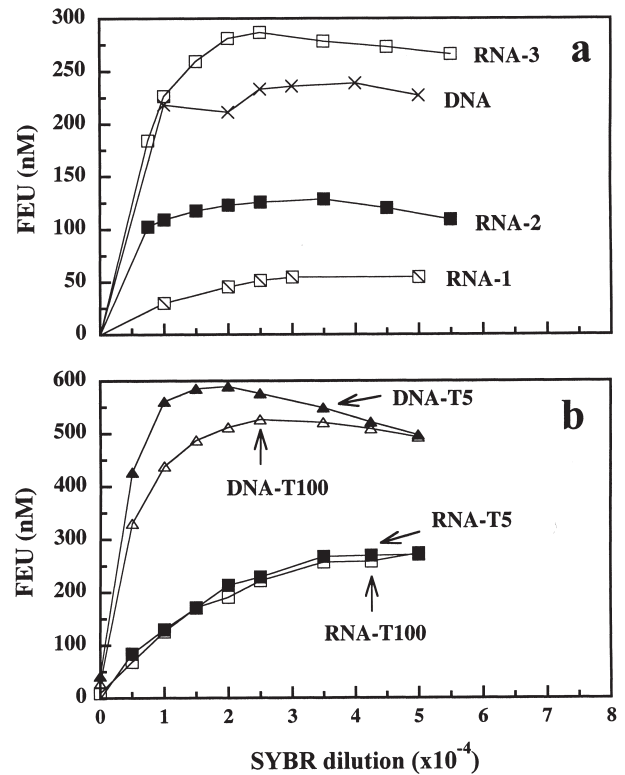 300
a
RNA-3
250
DNA
200
FEU (nM)
150
RNA-2
100
50
RNA-1
0
600
b
DNA-T5
500
DNA-T100
400
FEU (nM)
RNA-T5
300
200
RNA-T100
100
0
0 1 2 3 4 5 6 7 8
SYBR dilution (x10-4)